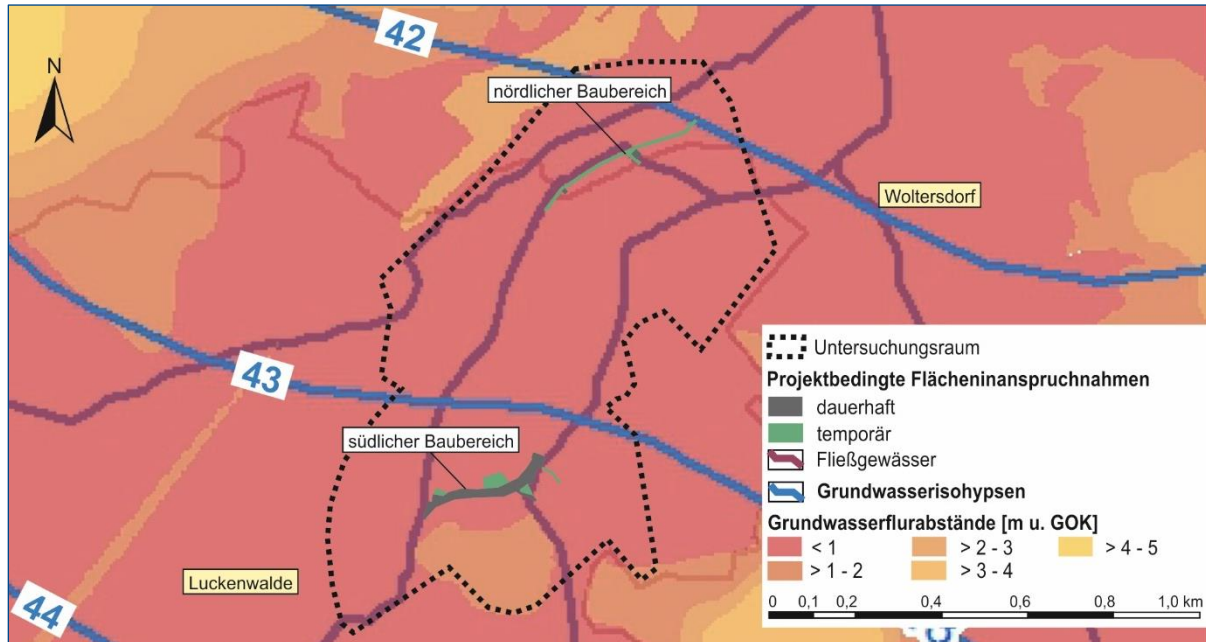 42
N
nördlicher Baubereich
Woltersdorf
43
südlicher Baubereich
Luckenwalde
44
Untersuchungsraum
Projektbedingte Flächeninanspruchnahmen
dauerhaft
temporär
Fließgewässer
Grundwasserisohypsen
Grundwasserflurabstände [m u. GOK]
< 1 > 2 - 3 > 4 - 5
> 1 - 2 > 3 - 4
0 0,1 0,2 0,4 0,6 0,8 1,0 km